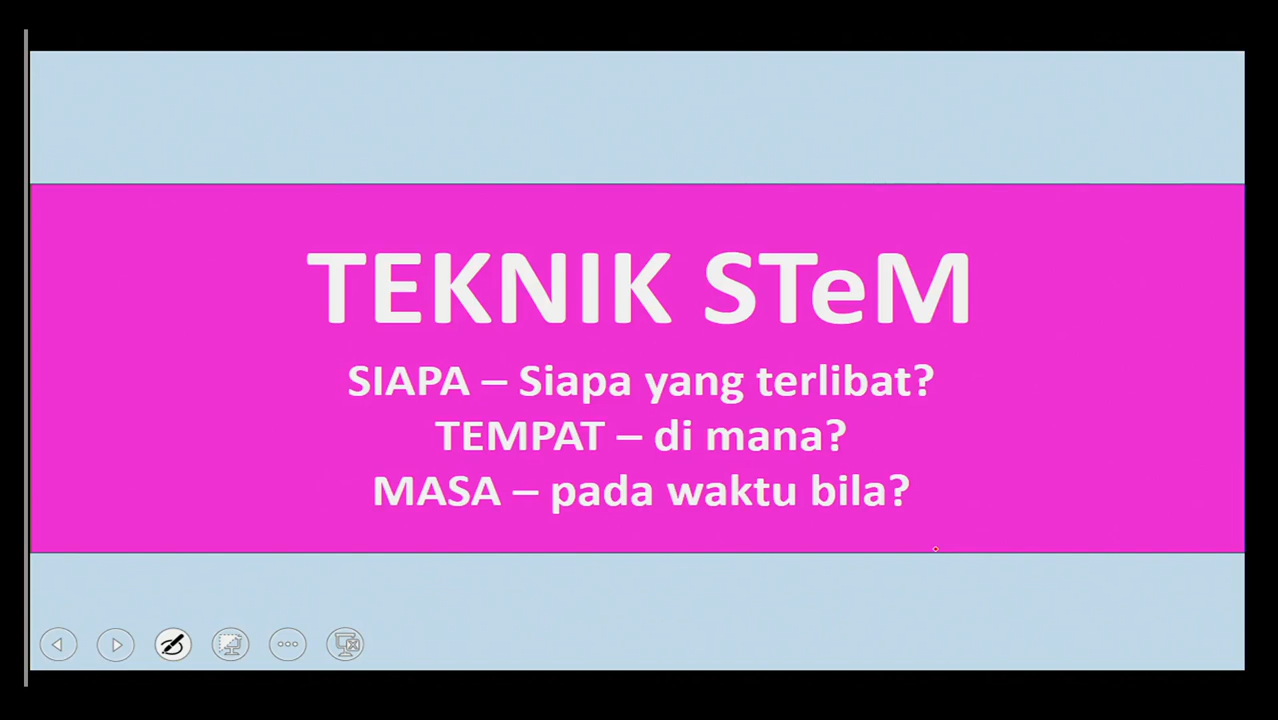 TEKNIK STeM
SIAPA – Siapa yang terlibat?
TEMPAT – di mana?
MASA – pada waktu bila?